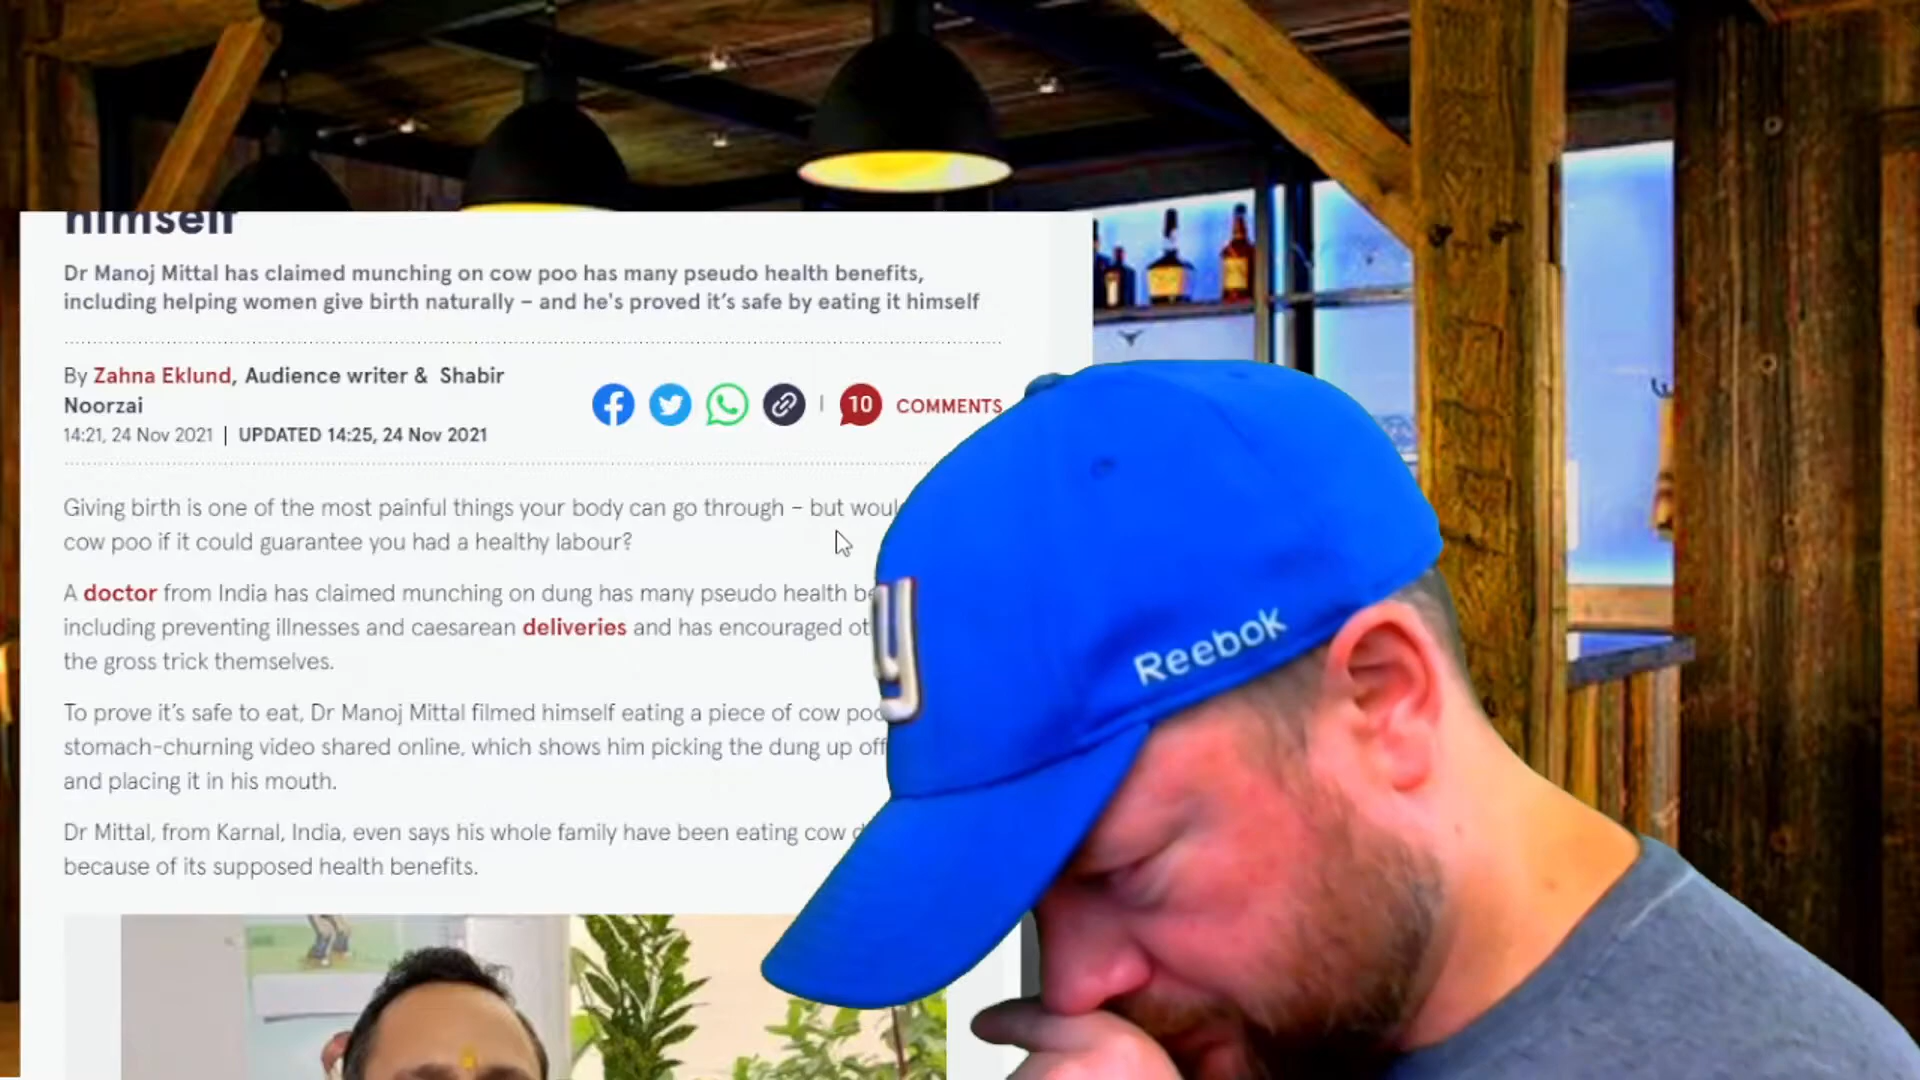 himself
Dr Manoj Mittal has claimed munching on cow poo has many pseudo health benefits,
including helping women give birth naturally – and he's proved it’s safe by eating it himself
By Zahna Eklund, Audience writer & Shabir
Noorzai
14:21, 24 Nov 2021 | UPDATED 14:25, 24 Nov 2021
10 COMMENTS
Giving birth is one of the most painful things your body can go through – but
cow poo if it could guarantee you had a healthy labour?
A doctor from India has claimed munching on dung has many pseudo health
including preventing illnesses and caesarean deliveries and has encouraged
the gross trick themselves.
To prove it’s safe to eat, Dr Manoj Mittal filmed himself eating a piece of cow poo
stomach-churning video shared online, which shows him picking the dung up off
and placing it in his mouth.
Dr Mittal, from Karnal, India, even says his whole family have been eating cow
because of its supposed health benefits.
Reebok